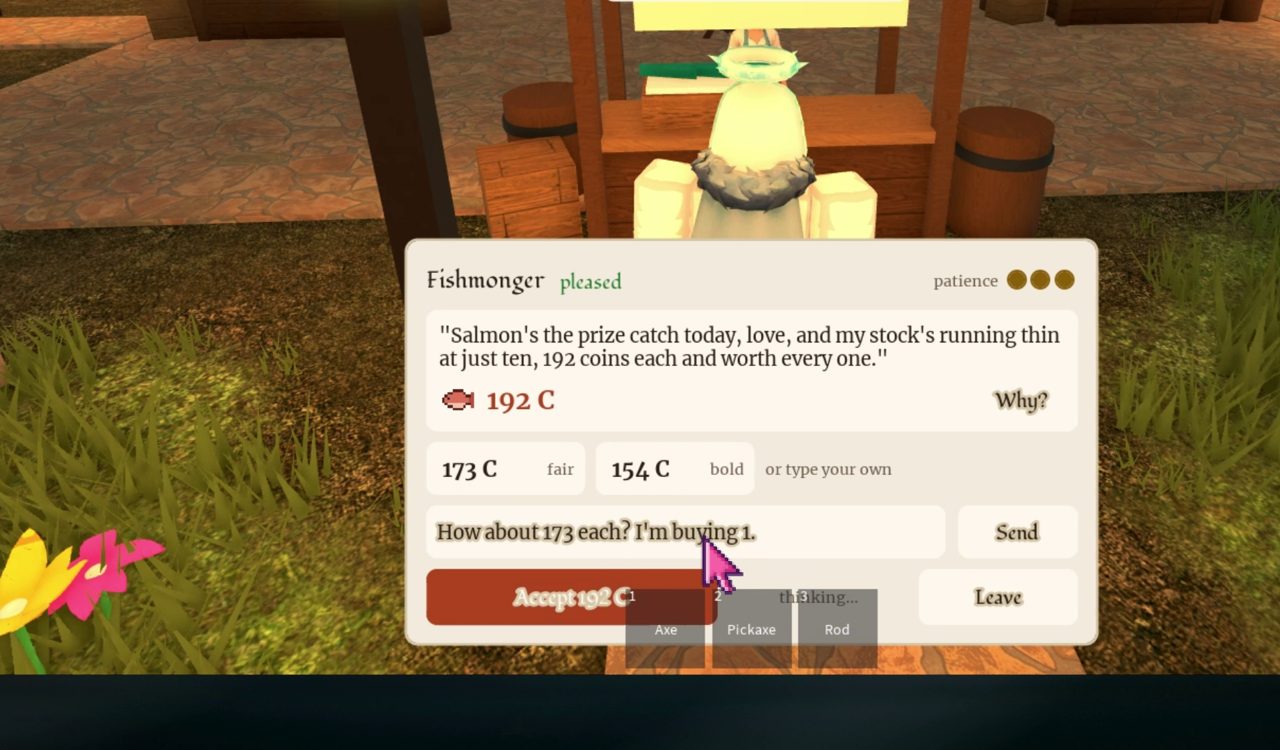 Fishmonger pleased
patience
"Salmon's the prize catch today, love, and my stock's running thin
at just ten, 192 coins each and worth every one."
192 C
Why?
173 C fair
154 C bold
or type your own
How about 173 each? I'm buying 1.
Send
Accept 192 C
thinking...
Leave
1
2
3
Axe
Pickaxe
Rod